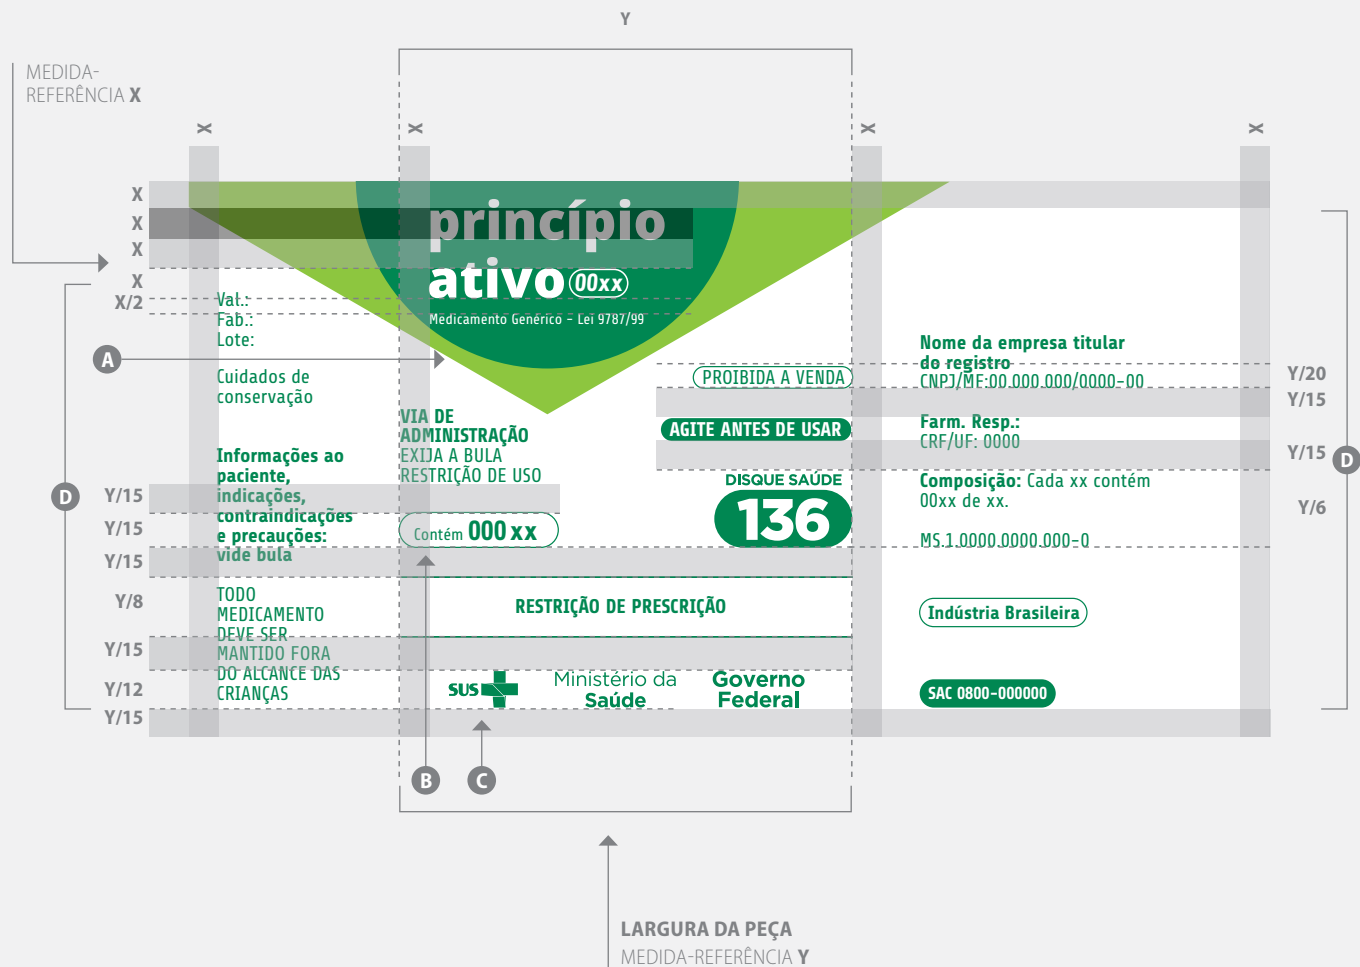 Y
MEDIDA-
REFERÊNCIA X
X
X
X
X
X
X
X
X
X/2
princípio
ativo 00xx
Medicamento Genérico - Lei 9787/99
Val.:
Fab.:
Lote:
A
Cuidados de
conservação
Informações ao
paciente,
indicações,
contraindicações
e precauções:
vide bula
TODO
MEDICAMENTO
DEVE SER
MANTIDO FORA
DO ALCANCE DAS
CRIANÇAS
D
Y/15
Y/15
Y/15
Y/8
Y/15
Y/12
Y/15
VIA DE
ADMINISTRAÇÃO
EXIJA A BULA
RESTRIÇÃO DE USO
Contém 000 xx
PROIBIDA A VENDA
AGITE ANTES DE USAR
DISQUE SAÚDE
136
RESTRIÇÃO DE PRESCRIÇÃO
SUS
Ministério da
Saúde
Governo
Federal
Nome da empresa titular
do registro
CNPJ/MF:00.000.000/0000-00
Farm. Resp.:
CRF/UF: 0000
Composição: Cada xx contém
00xx de xx.
MS.1.0000.0000.000-0
Indústria Brasileira
SAC 0800-000000
Y/20
Y/15
Y/15
Y/6
D
B
C
LARGURA DA PEÇA
MEDIDA-REFERÊNCIA Y